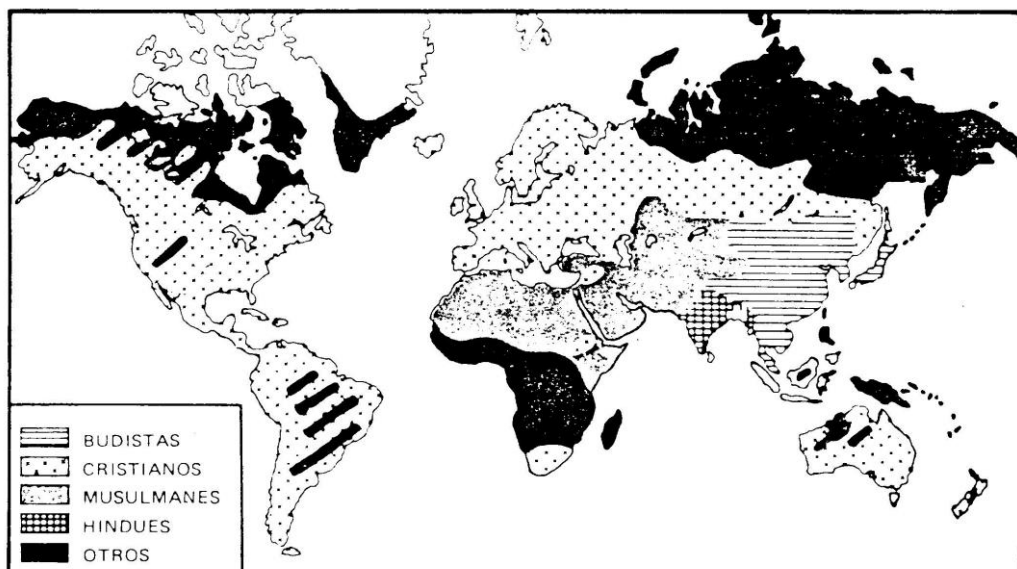 BUDISTAS
CRISTIANOS
MUSULMANES
HINDUES
OTROS